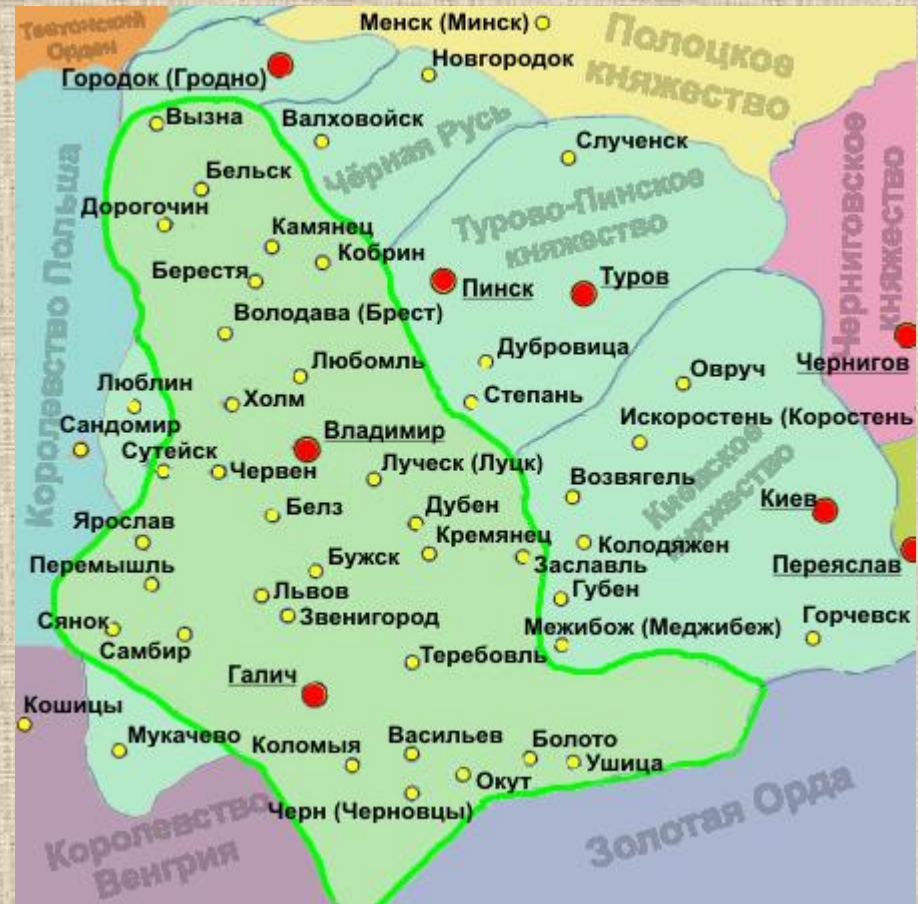 Тевтонский
Орден
Менск (Минск)
Полоцкое
княжество
Городок (Гродно)
Новгородок
Вызна
Валховойск
Чёрная Русь
Слученск
Бельск
Дорогочин
Турово-Пинское
княжество
Королевство Польша
Черниговское
княжество
Камянец
Кобрин
Берестя
Пинск
Туров
Володава (Брест)
Чернигов
Дубровица
Любомль
Овруч
Люблин
Холм
Степань
Сандомир
Искоростень (Коростень
Владимир
Сутейск
Червен
Луческ (Луцк)
Киевское
княжество
Возвягель
Белз
Дубен
Киев
Ярослав
Кремянец
Колодяжен
Перемышль
Бужск
Заславль
Переяслав
Львов
Губен
Звенигород
Сянок
Самбир
Межибож (Меджибеж)
Горчевск
Теребовль
Галич
Кошицы
Мукачево
Коломыя
Васильев
Болото
Ушица
Окут
Черн (Черновцы)
Королевство
Венгрия
Золотая Орда